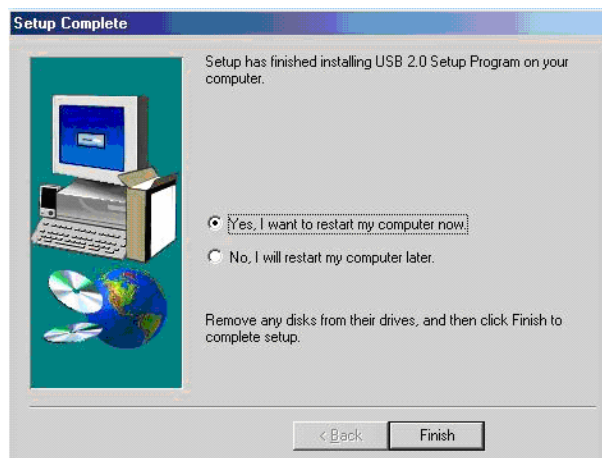 Setup Complete
Setup has finished installing USB 2.0 Setup Program on your
computer.
Yes, I want to restart my computer now.
No, I will restart my computer later.
Remove any disks from their drives, and then click Finish to
complete setup.
< Back Finish